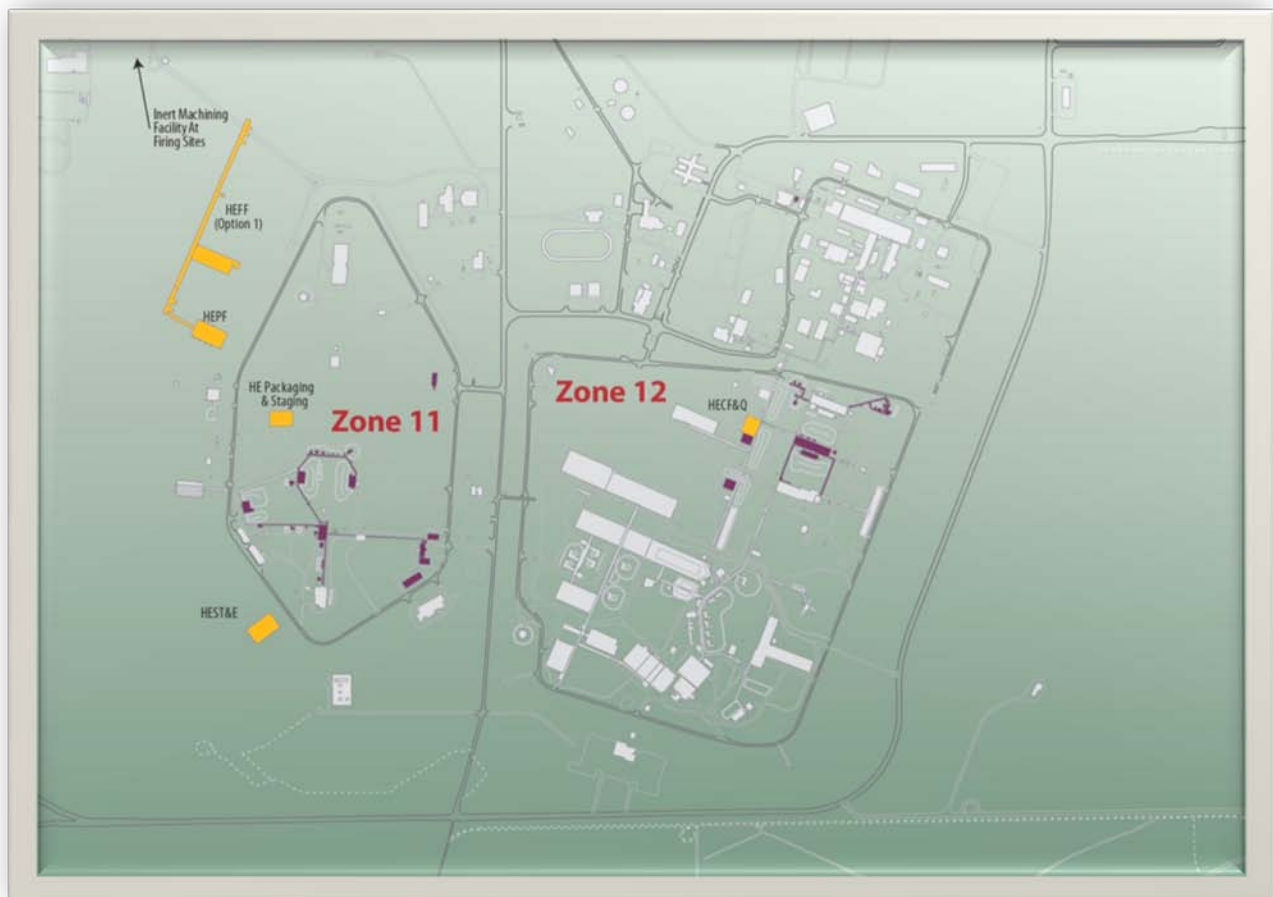 Inert Machining
Facility At
Firing Sites
HEFF
(Option 1)
HEPF
HE Packaging
& Staging
Zone 11
Zone 12
HECF&Q
HEST&E